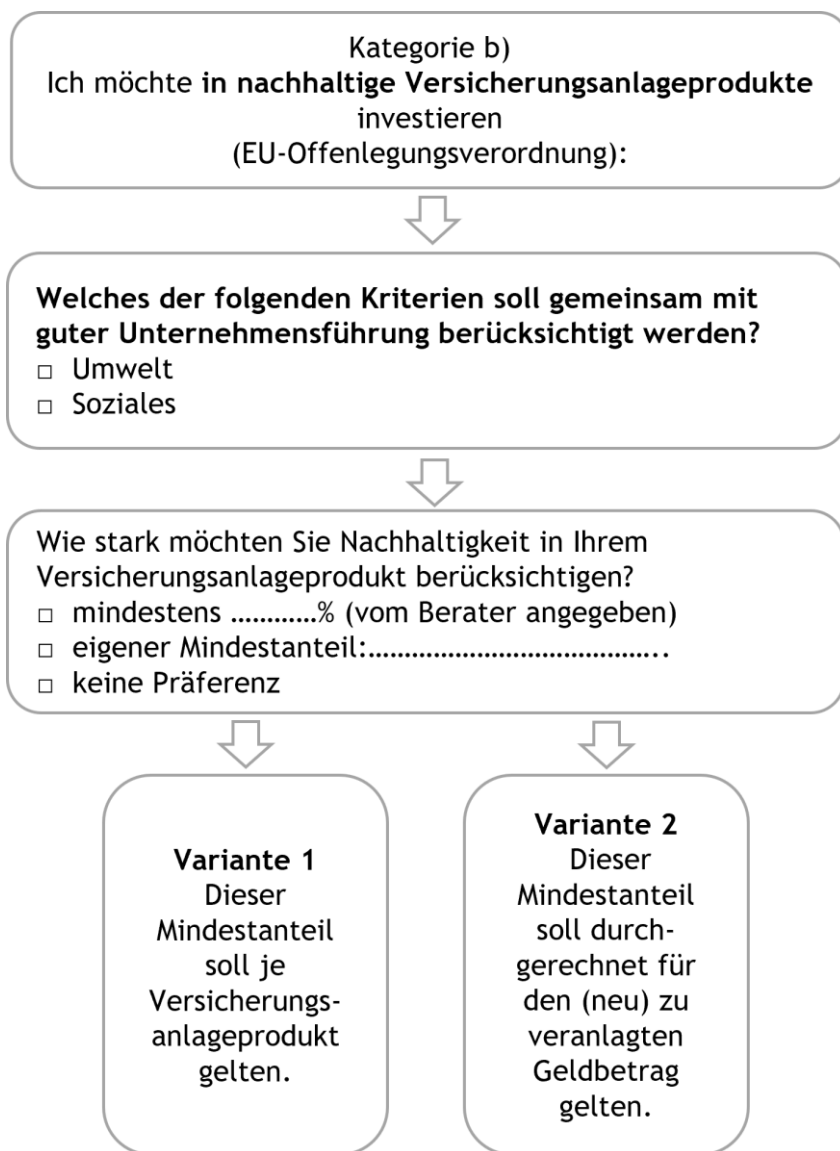 Kategorie b)
Ich möchte in nachhaltige Versicherungsanlageprodukte
investieren
(EU-Offenlegungsverordnung):
Welches der folgenden Kriterien soll gemeinsam mit
guter Unternehmensführung berücksichtigt werden?
□ Umwelt
□ Soziales
Wie stark möchten Sie Nachhaltigkeit in Ihrem
Versicherungsanlageprodukt berücksichtigen?
□ mindestens …………% (vom Berater angegeben)
□ eigener Mindestanteil:…………………………………..
□ keine Präferenz
Variante 1
Dieser
Mindestanteil
soll je
Versicherungs-
anlageprodukt
gelten.
Variante 2
Dieser
Mindestanteil
soll durch-
gerechnet für
den (neu) zu
veranlagten
Geldbetrag
gelten.